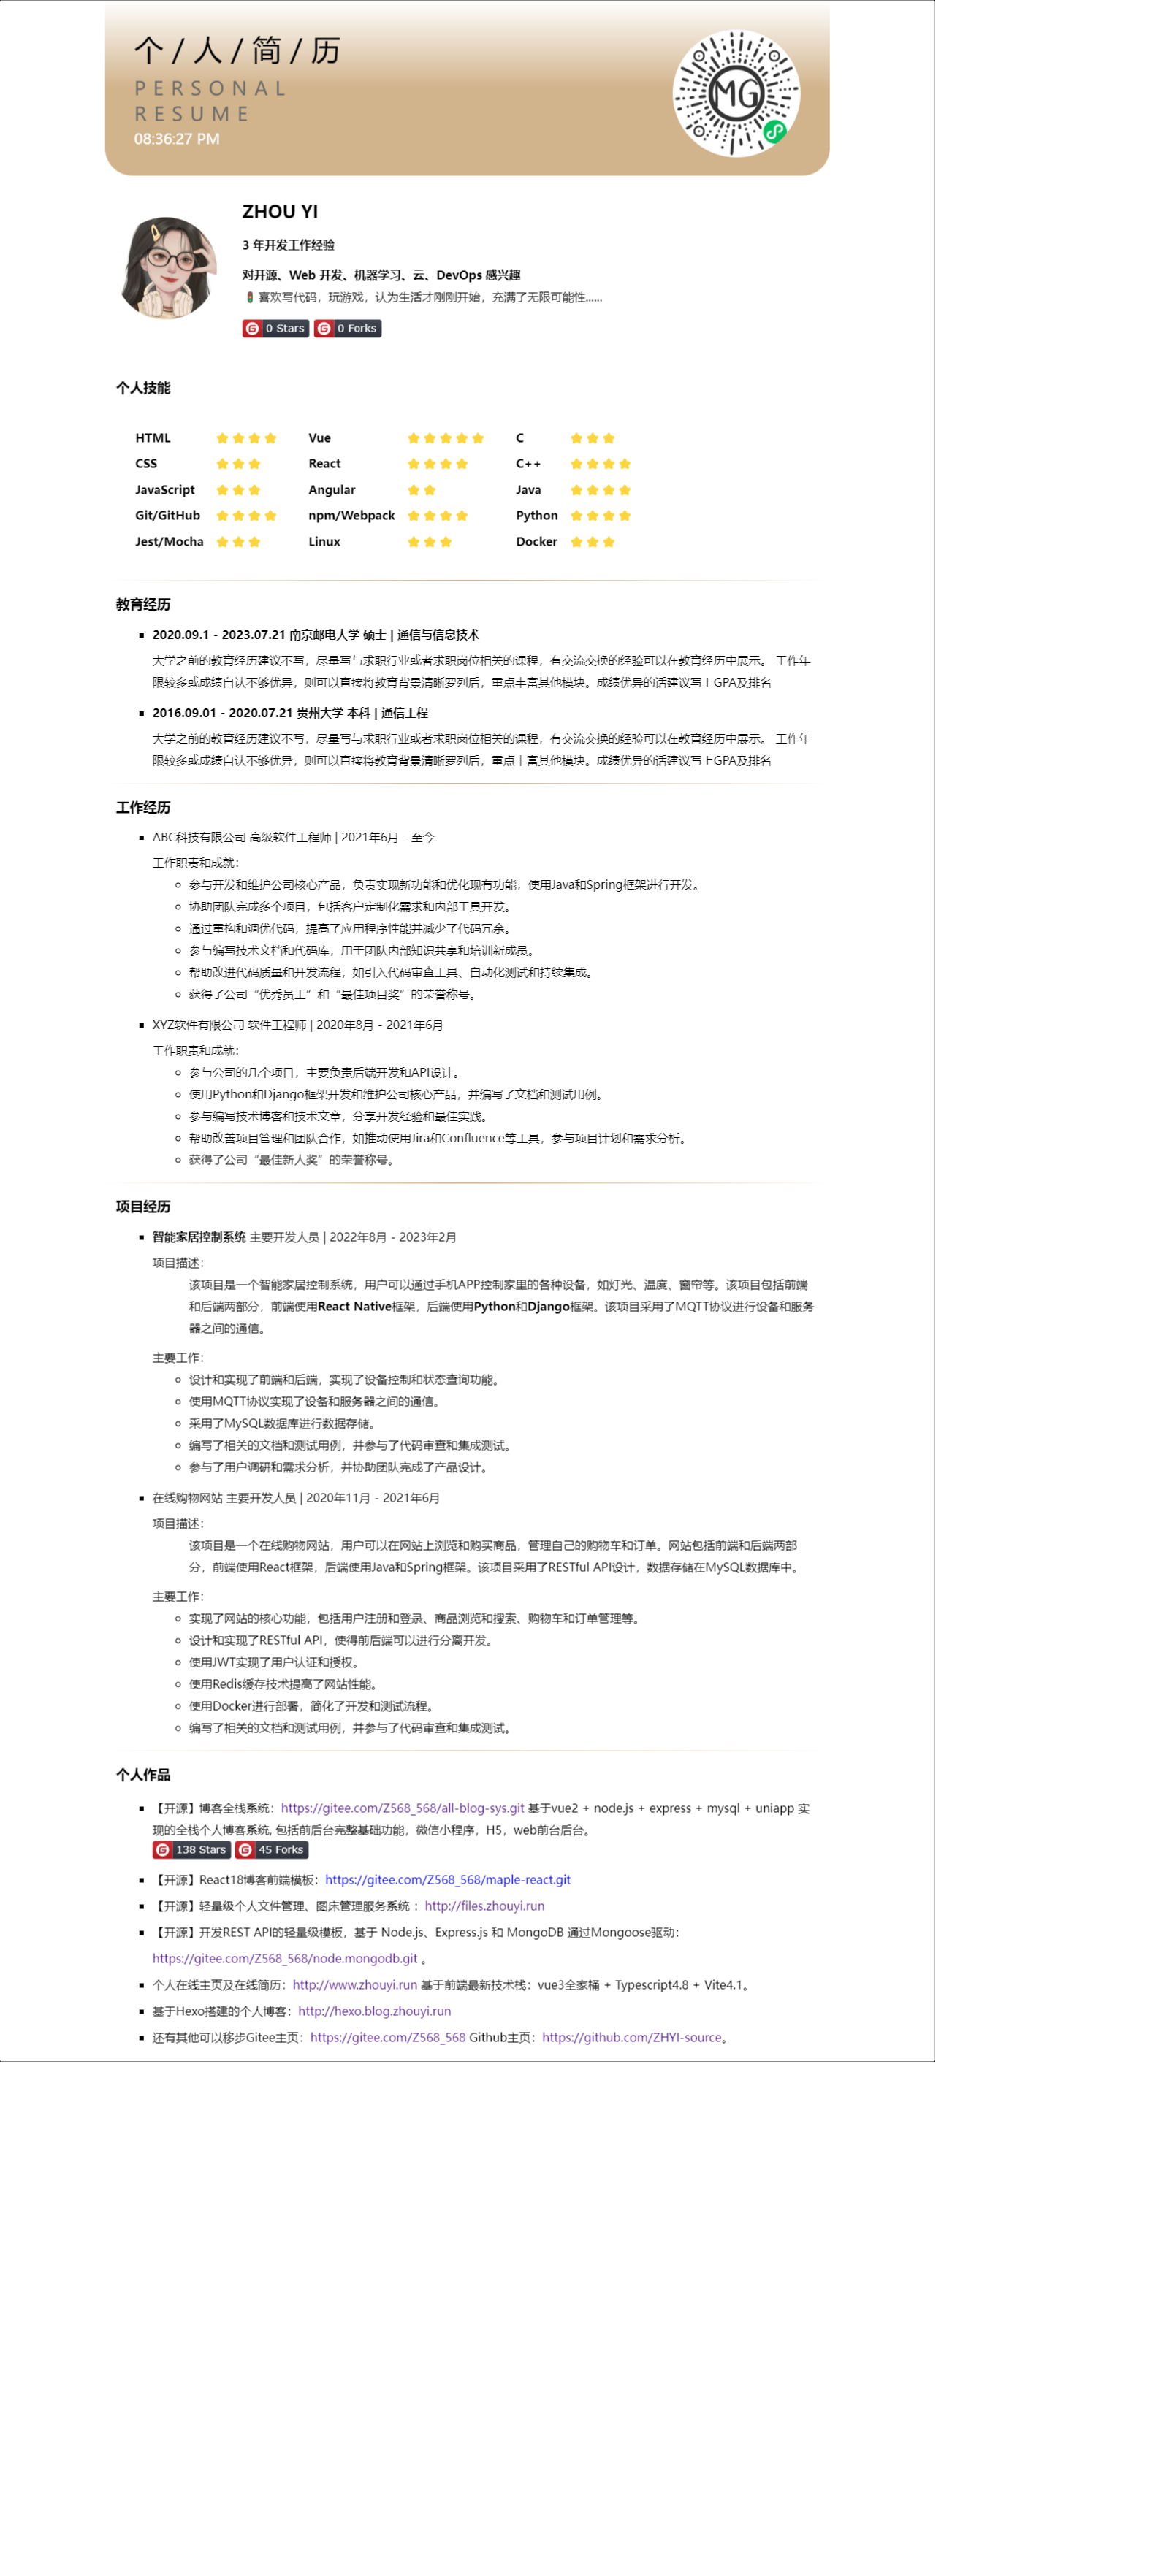 个/人/简/历
PERSONAL
RESUME
08:36:27 PM
MG
ZHOU YI
3 年开发工作经验
对开源、Web 开发、机器学习、云、DevOps 感兴趣
喜欢写代码，玩游戏，认为生活才刚刚开始，充满了无限可能性......
0 Stars 0 Forks
个人技能
HTML Vue C
CSS React C++
JavaScript Angular Java
Git/GitHub npm/Webpack Python
Jest/Mocha Linux Docker
教育经历
2020.09.1 - 2023.07.21 南京邮电大学 硕士 | 通信与信息技术
大学之前的教育经历建议不写，尽量写与求职行业或者求职岗位相关的课程，有交流交换的经验可以在教育经历中展示。 工作年
限较多或成绩自认不够优异，则可以直接将教育背景清晰罗列后，重点丰富其他模块。成绩优异的话建议写上GPA及排名
2016.09.01 - 2020.07.21 贵州大学 本科 | 通信工程
大学之前的教育经历建议不写，尽量写与求职行业或者求职岗位相关的课程，有交流交换的经验可以在教育经历中展示。 工作年
限较多或成绩自认不够优异，则可以直接将教育背景清晰罗列后，重点丰富其他模块。成绩优异的话建议写上GPA及排名
工作经历
ABC科技有限公司 高级软件工程师 | 2021年6月 - 至今
工作职责和成就：
参与开发和维护公司核心产品，负责实现新功能和优化现有功能，使用Java和Spring框架进行开发。
协助团队完成多个项目，包括客户定制化需求和内部工具开发。
通过重构和调优代码，提高了应用程序性能并减少了代码冗余。
参与编写技术文档和代码库，用于团队内部知识共享和培训新成员。
帮助改进代码质量和开发流程，如引入代码审查工具、自动化测试和持续集成。
获得了公司“优秀员工”和“最佳项目奖”的荣誉称号。
XYZ软件有限公司 软件工程师 | 2020年8月 - 2021年6月
工作职责和成就：
参与公司的几个项目，主要负责后端开发和API设计。
使用Python和Django框架开发和维护公司核心产品，并编写了文档和测试用例。
参与编写技术博客和技术文章，分享开发经验和最佳实践。
帮助改善项目管理和团队合作，如推动使用Jira和Confluence等工具，参与项目计划和需求分析。
获得了公司“最佳新人奖”的荣誉称号。
项目经历
智能家居控制系统 主要开发人员 | 2022年8月 - 2023年2月
项目描述：
该项目是一个智能家居控制系统，用户可以通过手机APP控制家里的各种设备，如灯光、温度、窗帘等。该项目包括前端
和后端两部分，前端使用React Native框架，后端使用Python和Django框架。该项目采用了MQTT协议进行设备和服务
器之间的通信。
主要工作：
设计和实现了前端和后端，实现了设备控制和状态查询功能。
使用MQTT协议实现了设备和服务器之间的通信。
采用了MySQL数据库进行数据存储。
编写了相关的文档和测试用例，并参与了代码审查和集成测试。
参与了用户调研和需求分析，并协助团队完成了产品设计。
在线购物网站 主要开发人员 | 2020年11月 - 2021年6月
项目描述：
该项目是一个在线购物网站，用户可以在网站上浏览和购买商品，管理自己的购物车和订单。网站包括前端和后端两部
分，前端使用React框架，后端使用Java和Spring框架。该项目采用了RESTful API设计，数据存储在MySQL数据库中。
主要工作：
实现了网站的核心功能，包括用户注册和登录、商品浏览和搜索、购物车和订单管理等。
设计和实现了RESTful API，使得前后端可以进行分离开发。
使用JWT实现了用户认证和授权。
使用Redis缓存技术提高了网站性能。
使用Docker进行部署，简化了开发和测试流程。
编写了相关的文档和测试用例，并参与了代码审查和集成测试。
个人作品
【开源】博客全栈系统：https://gitee.com/Z568_568/all-blog-sys.git 基于vue2 + node.js + express + mysql + uniapp 实
现的全栈个人博客系统, 包括前后台完整基础功能，微信小程序，H5，web前台后台。
138 Stars 45 Forks
【开源】React18博客前端模板：https://gitee.com/Z568_568/maple-react.git
【开源】轻量级个人文件管理、图床管理服务系统 ：http://files.zhouyi.run
【开源】开发REST API的轻量级模板，基于 Node.js、Express.js 和 MongoDB 通过Mongoose驱动：
https://gitee.com/Z568_568/node.mongodb.git 。
个人在线主页及在线简历：http://www.zhouyi.run 基于前端最新技术栈：vue3全家桶 + Typescript4.8 + Vite4.1。
基于Hexo搭建的个人博客：http://hexo.blog.zhouyi.run
还有其他可以移步Gitee主页：https://gitee.com/Z568_568 Github主页：https://github.com/ZHYI-source。